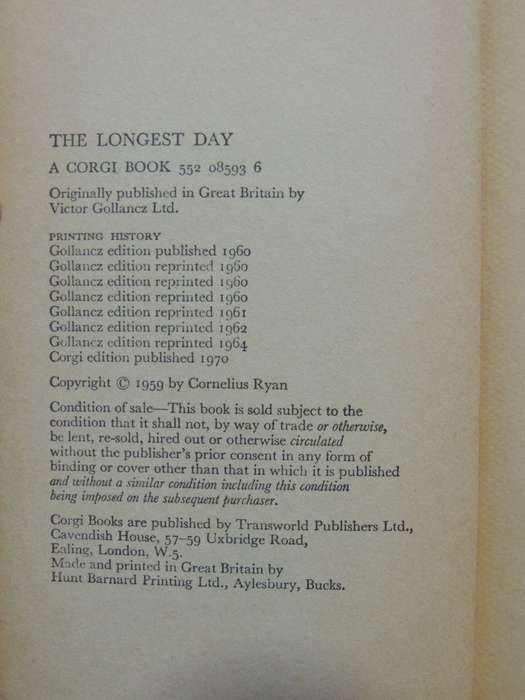 THE LONGEST DAY
A CORGI BOOK 552 08593 6
Originally published in Great Britain by
Victor Gollancz Ltd.
PRINTING HISTORY
Gollancz edition published 1960
Gollancz edition reprinted 1960
Gollancz edition reprinted 1960
Gollancz edition reprinted 1960
Gollancz edition reprinted 1961
Gollancz edition reprinted 1962
Gollancz edition reprinted 1964
Corgi edition published 1970
Copyright © 1959 by Cornelius Ryan
Condition of sale—This book is sold subject to the
condition that it shall not, by way of trade or otherwise,
be lent, re-sold, hired out or otherwise circulated
without the publisher's prior consent in any form of
binding or cover other than that in which it is published
and without a similar condition including this condition
being imposed on the subsequent purchaser.
Corgi Books are published by Transworld Publishers Ltd.,
Cavendish House, 57–59 Uxbridge Road,
Ealing, London, W.5.
Made and printed in Great Britain by
Hunt Barnard Printing Ltd., Aylesbury, Bucks.